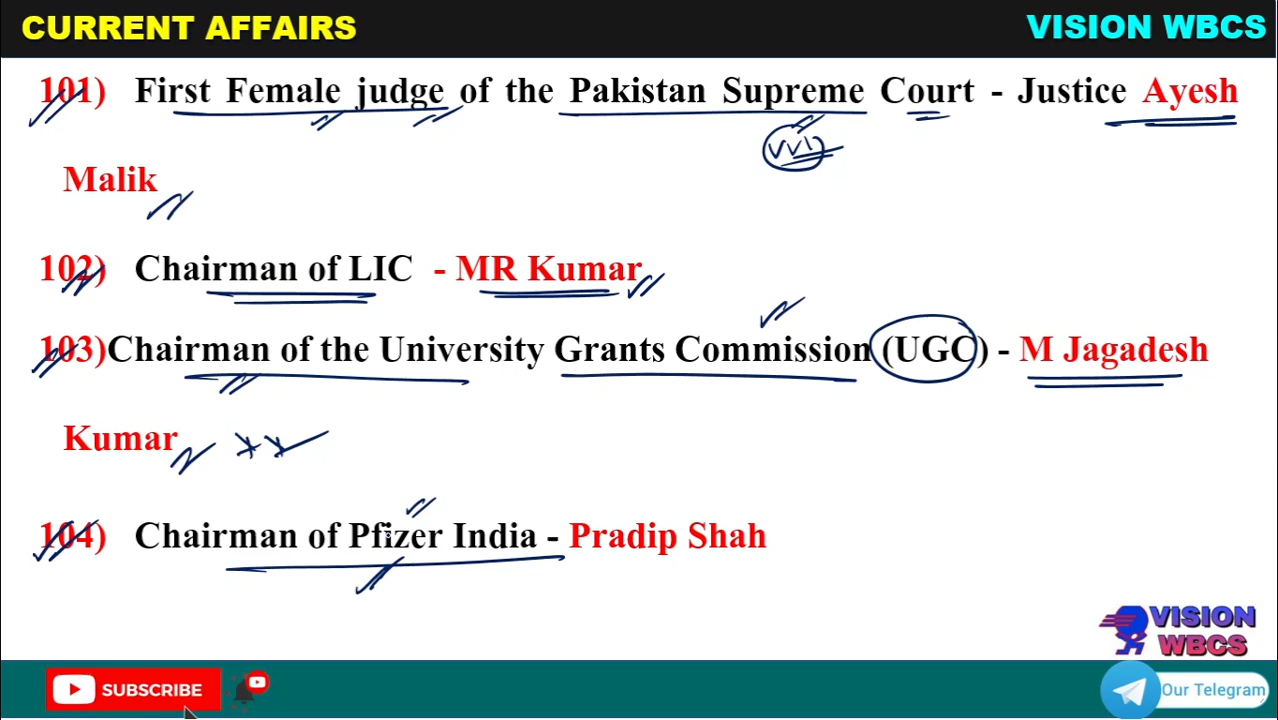 CURRENT AFFAIRS
VISION WBCS
101) First Female judge of the Pakistan Supreme Court - Justice Ayesh
VVI
Malik
102) Chairman of LIC - MR Kumar
103)Chairman of the University Grants Commission (UGC) - M Jagadesh
Kumar
104) Chairman of Pfizer India - Pradip Shah
VISION
WBCS
SUBSCRIBE
Our Telegram